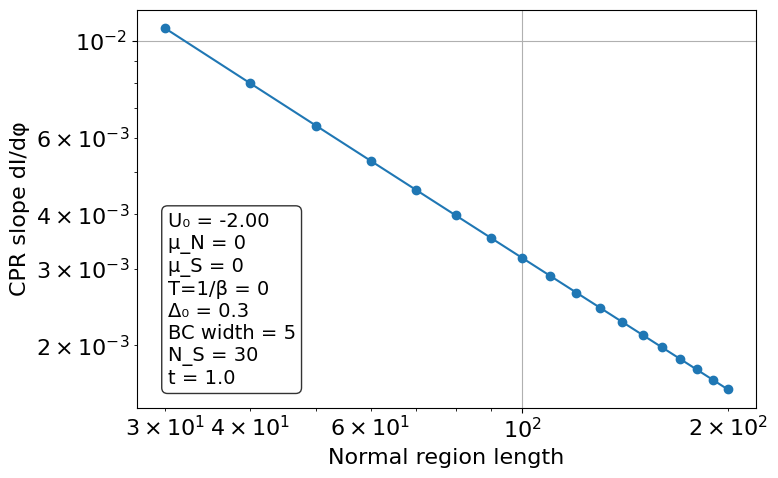 10⁻²
6 × 10⁻³
4 × 10⁻³
3 × 10⁻³
2 × 10⁻³
CPR slope dI/dφ
U₀ = -2.00
μ_N = 0
μ_S = 0
T=1/β = 0
Δ₀ = 0.3
BC width = 5
N_S = 30
t = 1.0
3 × 10¹ 4 × 10¹ 6 × 10¹ 10² 2 × 10²
Normal region length